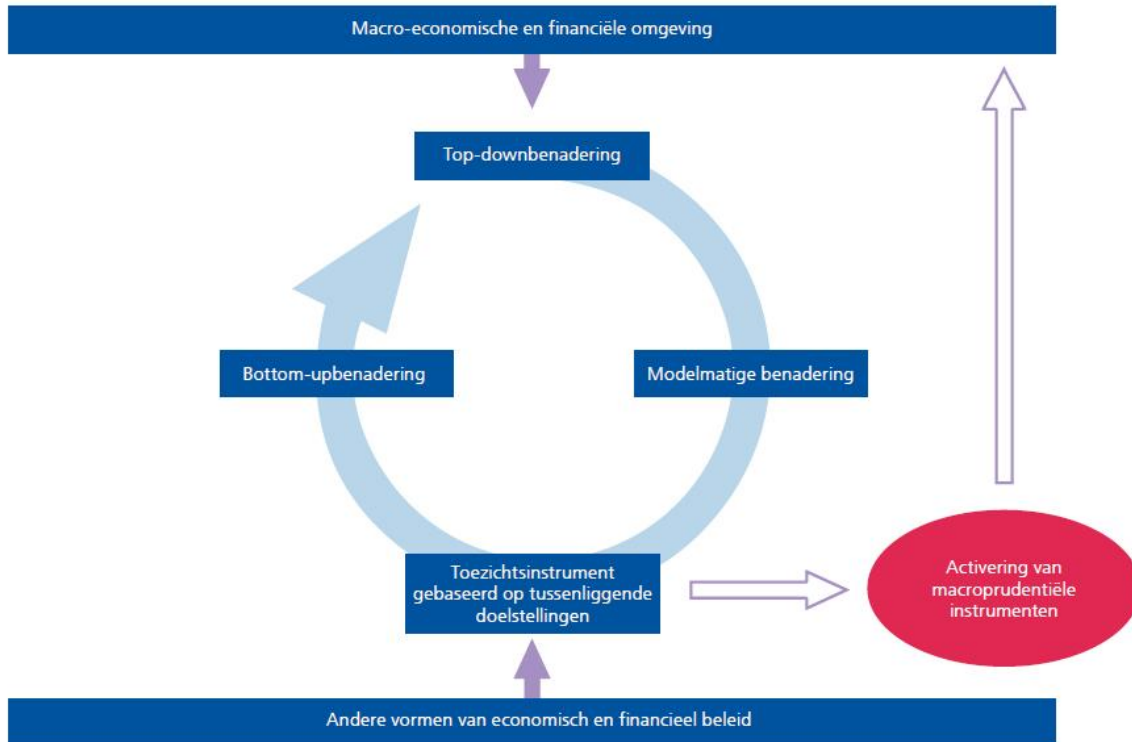 Macro-economische en financiële omgeving
Top-downbenadering
Bottom-upbenadering
Modelmatige benadering
Toezichtsinstrument
gebaseerd op tussenliggende
doelstellingen
Activering van
macroprudentiële
instrumenten
Andere vormen van economisch en financieel beleid